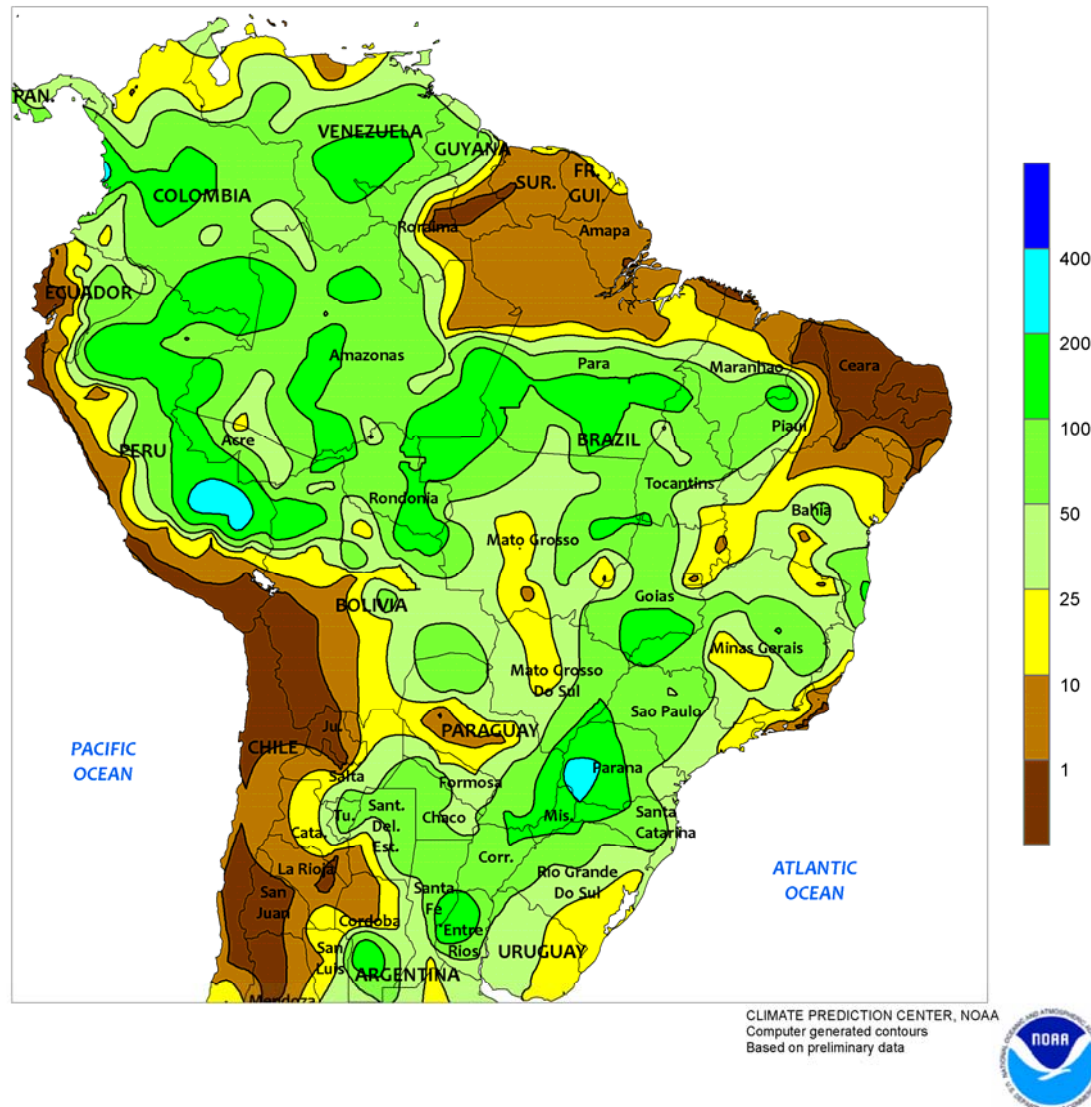 PAN.
VENEZUELA
GUYANA
SUR.
FR.
GUI.
COLOMBIA
Roraima
Amapa
ECUADOR
Amazonas
Para
Maranhao
Ceara
PERU
Acre
BRAZIL
Piaui
Rondonia
Tocantins
Bahia
Mato Grosso
BOLIVIA
Goias
Minas Gerais
Mato Grosso
Do Sul
Sao Paulo
Ju.
PARAGUAY
CHILE
PACIFIC
OCEAN
Salta
Formosa
Parana
Tu.
Sant.
Del.
Est.
Chaco
Mis.
Santa
Catarina
Cata.
Corr.
La Rioja
Rio Grande
Do Sul
San
Juan
Santa
Fe
Cordoba
Entre
Rios
URUGUAY
San
Luis
ARGENTINA
Mendoza
ATLANTIC
OCEAN
400
200
100
50
25
10
1
CLIMATE PREDICTION CENTER, NOAA
Computer generated contours
Based on preliminary data
NOAA